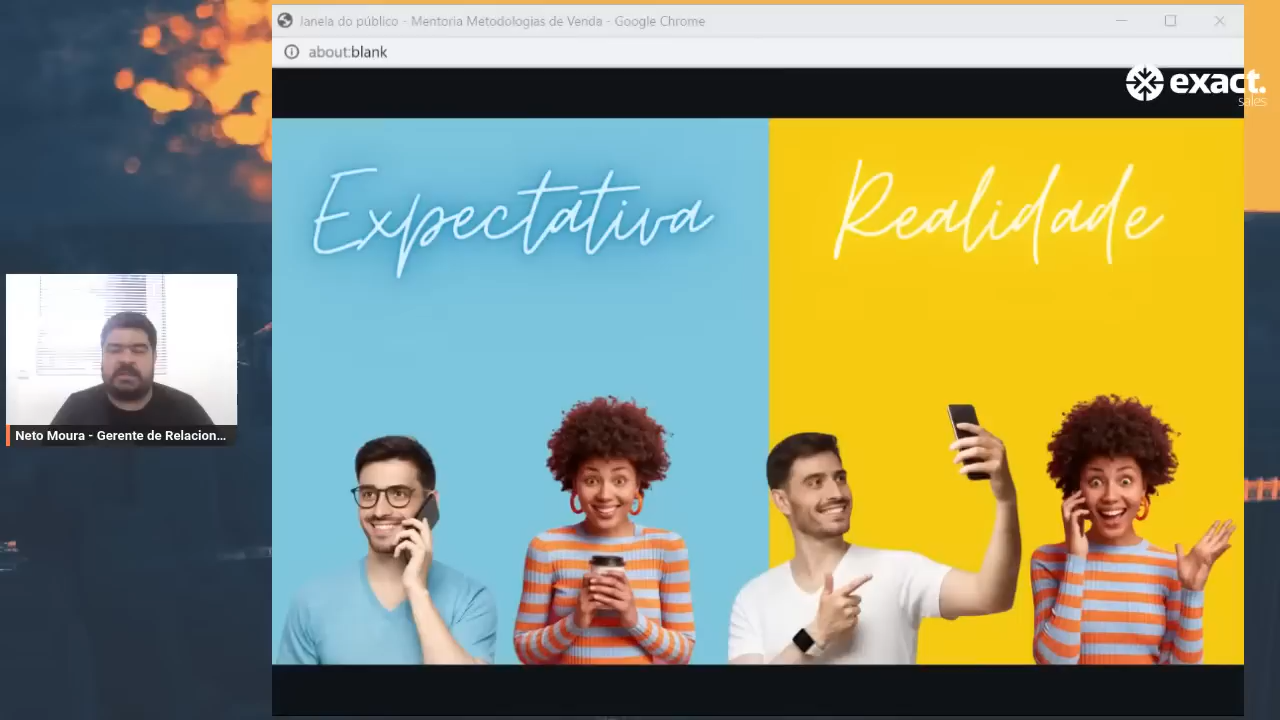 Janela do público - Mentoria Metodologias de Venda - Google Chrome
about:blank
exact.
sales
Expectativa
Realidade
Neto Moura - Gerente de Relacion...